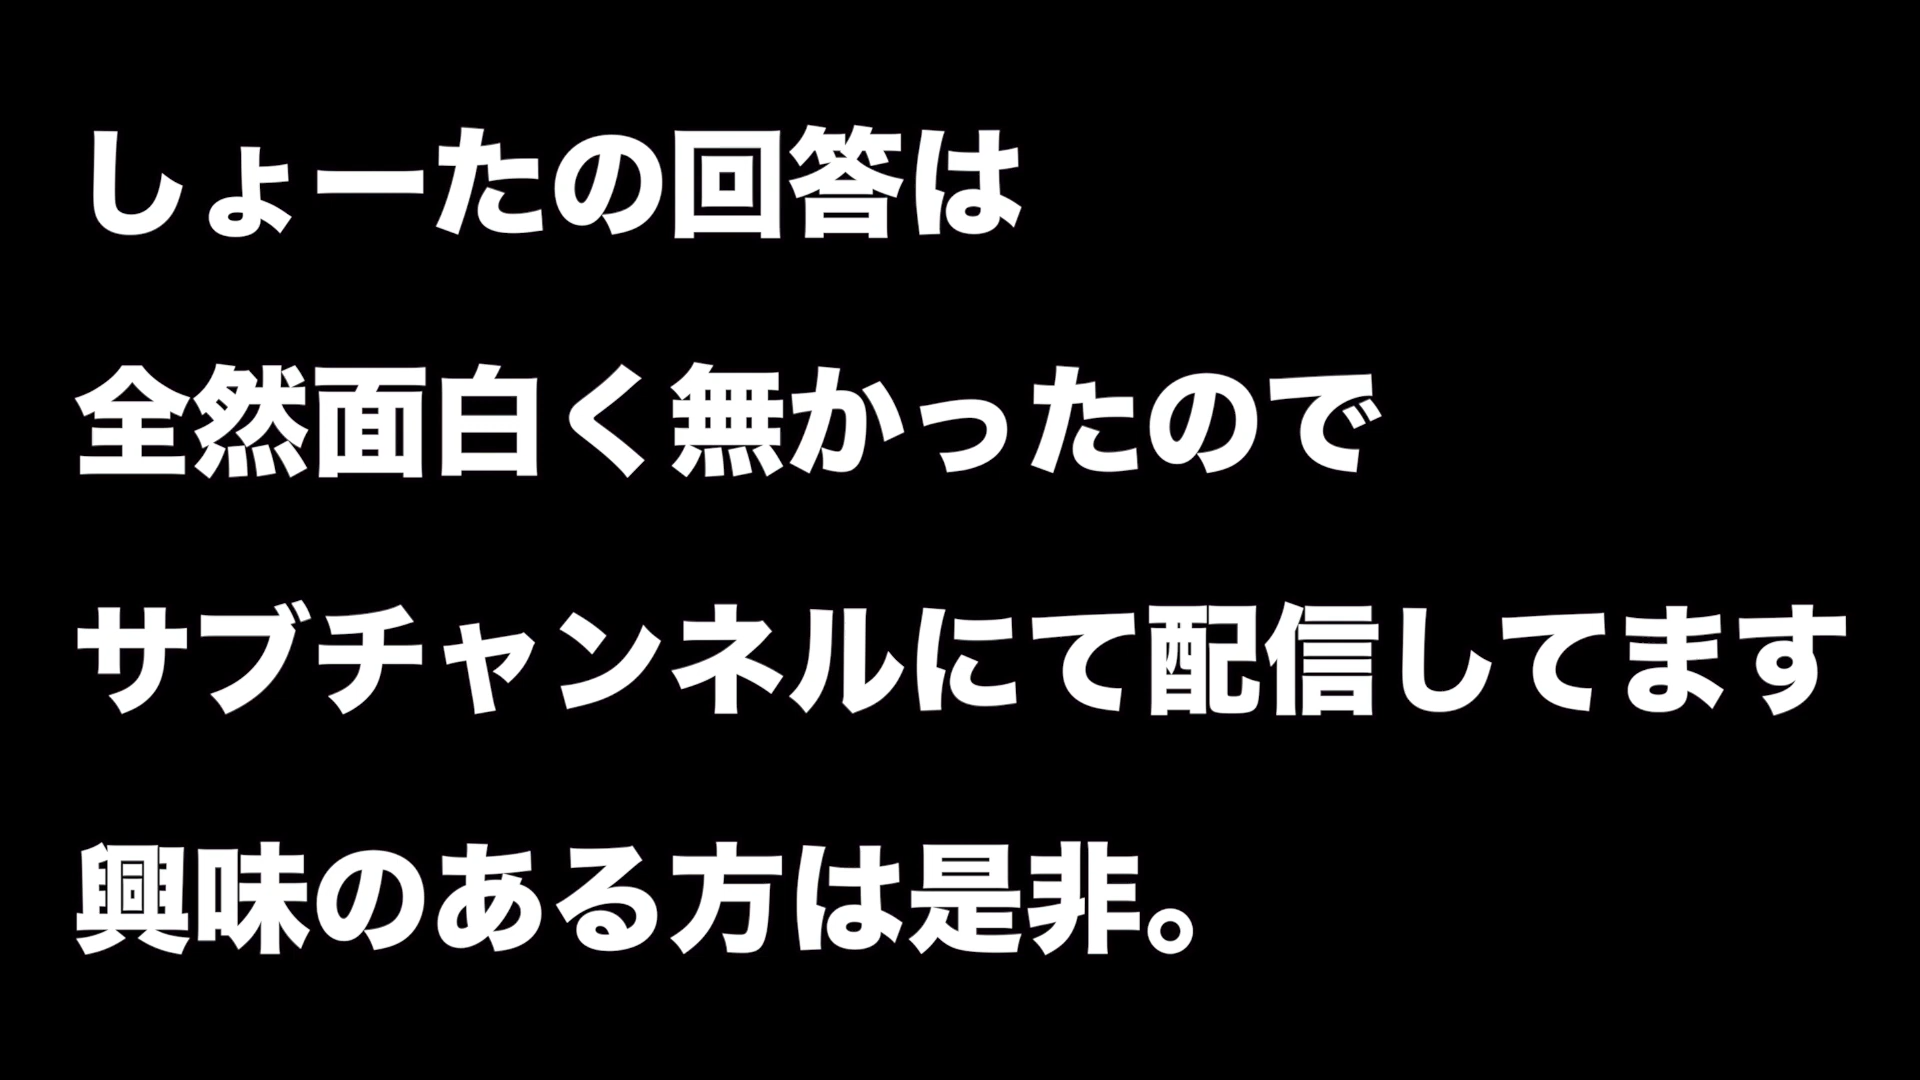 しょーたの回答は
全然面白く無かったので
サブチャンネルにて配信してます
興味のある方は是非。